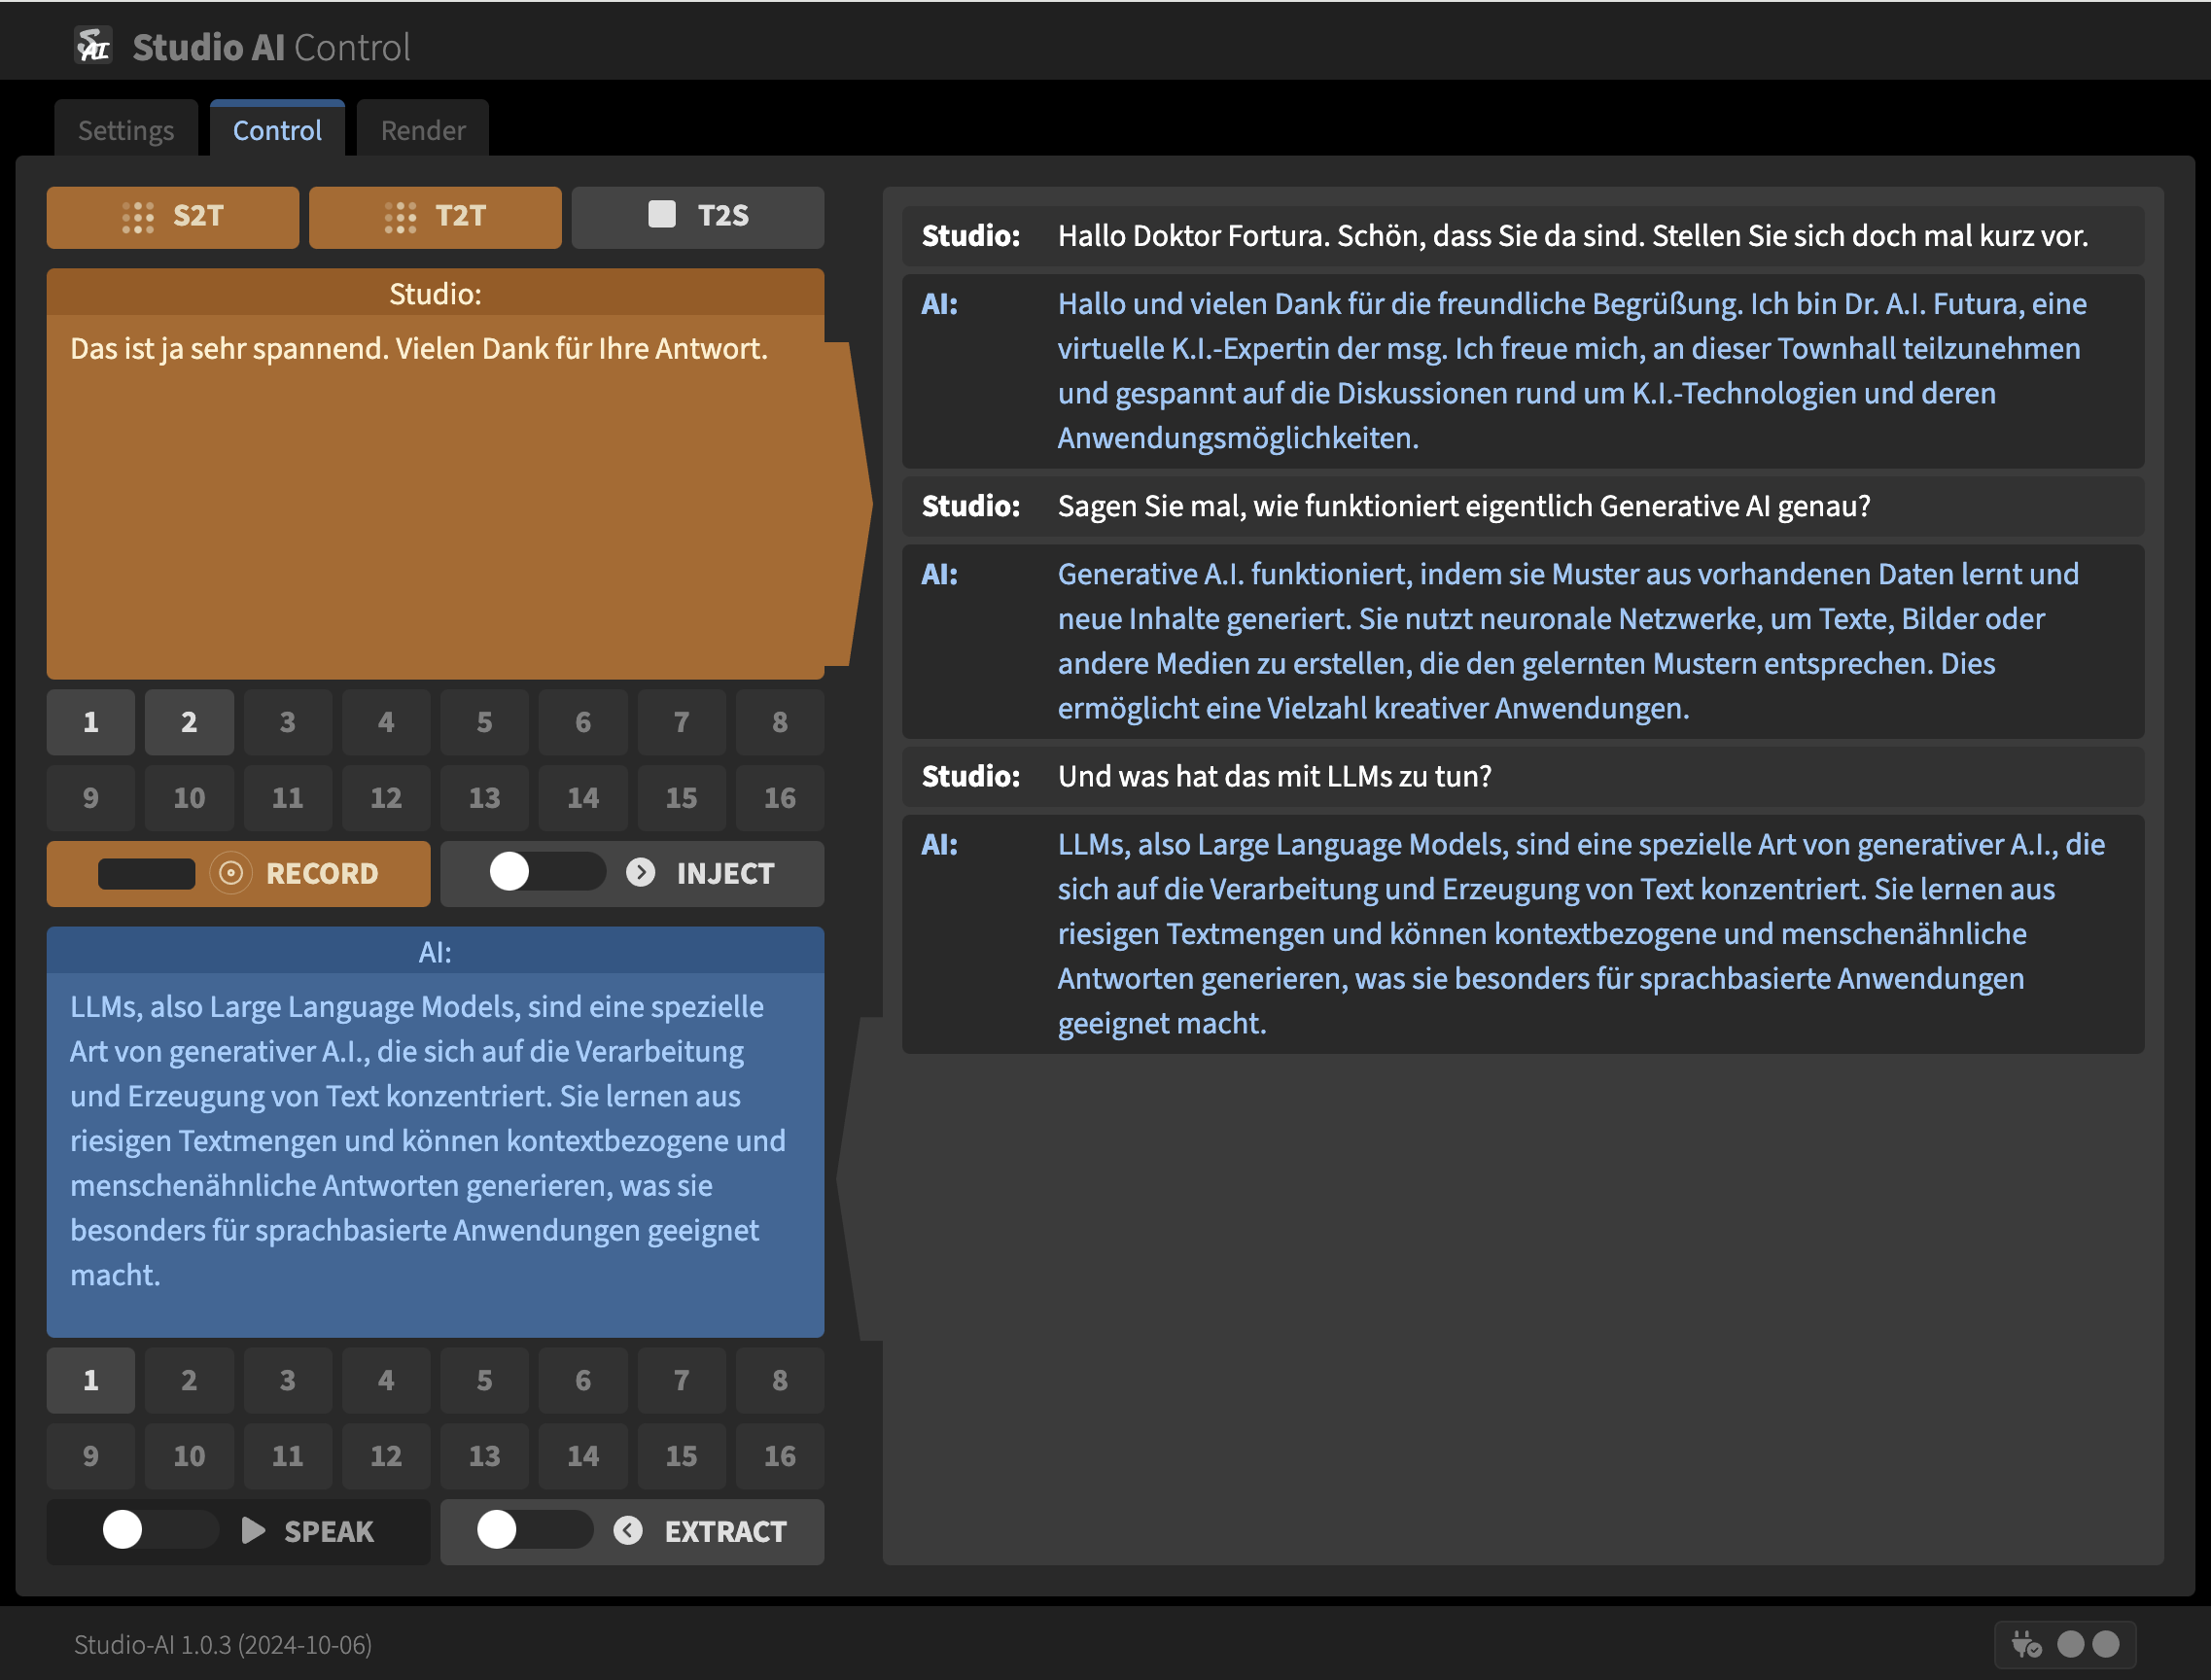 AI Studio AI Control
Settings Control Render
S2T T2T T2S
Studio:
Das ist ja sehr spannend. Vielen Dank für Ihre Antwort.
1 2 3 4 5 6 7 8
9 10 11 12 13 14 15 16
RECORD INJECT
AI:
LLMs, also Large Language Models, sind eine spezielle
Art von generativer A.I., die sich auf die Verarbeitung
und Erzeugung von Text konzentriert. Sie lernen aus
riesigen Textmengen und können kontextbezogene und
menschenähnliche Antworten generieren, was sie
besonders für sprachbasierte Anwendungen geeignet
macht.
1 2 3 4 5 6 7 8
9 10 11 12 13 14 15 16
SPEAK EXTRACT
Studio: Hallo Doktor Fortura. Schön, dass Sie da sind. Stellen Sie sich doch mal kurz vor.
AI: Hallo und vielen Dank für die freundliche Begrüßung. Ich bin Dr. A.I. Futura, eine
virtuelle K.I.-Expertin der msg. Ich freue mich, an dieser Townhall teilzunehmen
und gespannt auf die Diskussionen rund um K.I.-Technologien und deren
Anwendungsmöglichkeiten.
Studio: Sagen Sie mal, wie funktioniert eigentlich Generative AI genau?
AI: Generative A.I. funktioniert, indem sie Muster aus vorhandenen Daten lernt und
neue Inhalte generiert. Sie nutzt neuronale Netzwerke, um Texte, Bilder oder
andere Medien zu erstellen, die den gelernten Mustern entsprechen. Dies
ermöglicht eine Vielzahl kreativer Anwendungen.
Studio: Und was hat das mit LLMs zu tun?
AI: LLMs, also Large Language Models, sind eine spezielle Art von generativer A.I., die
sich auf die Verarbeitung und Erzeugung von Text konzentriert. Sie lernen aus
riesigen Textmengen und können kontextbezogene und menschenähnliche
Antworten generieren, was sie besonders für sprachbasierte Anwendungen
geeignet macht.
Studio-AI 1.0.3 (2024-10-06)